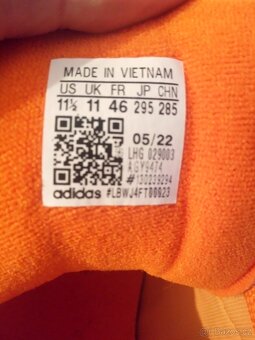 MADE IN VIETNAM
US UK FR JP CHN
11½ 11 46 295 285
05/22
LHG 029003
adidas #LBWJ4FT00923